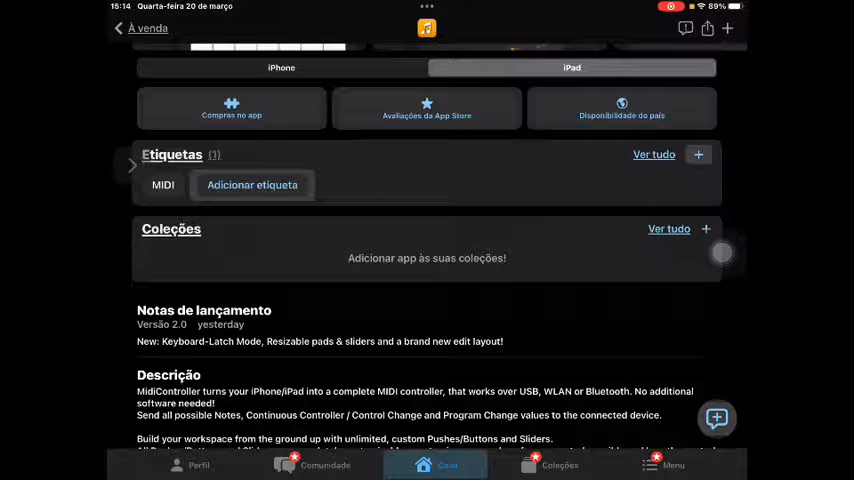 15:14 Quarta-feira 20 de março
89%
À venda
iPhone
iPad
Compras no app
Avaliações da App Store
Disponibilidade do país
Etiquetas (1)
Ver tudo
MIDI
Adicionar etiqueta
Coleções
Ver tudo
Adicionar app às suas coleções!
Notas de lançamento
Versão 2.0 yesterday
New: Keyboard-Latch Mode, Resizable pads & sliders and a brand new edit layout!
Descrição
MidiController turns your iPhone/iPad into a complete MIDI controller, that works over USB, WLAN or Bluetooth. No additional
software needed!
Send all possible Notes, Continuous Controller / Control Change and Program Change values to the connected device.
Build your workspace from the ground up with unlimited, custom Pushes/Buttons and Sliders.
Perfil
Comunidade
Casa
Coleções
Menu